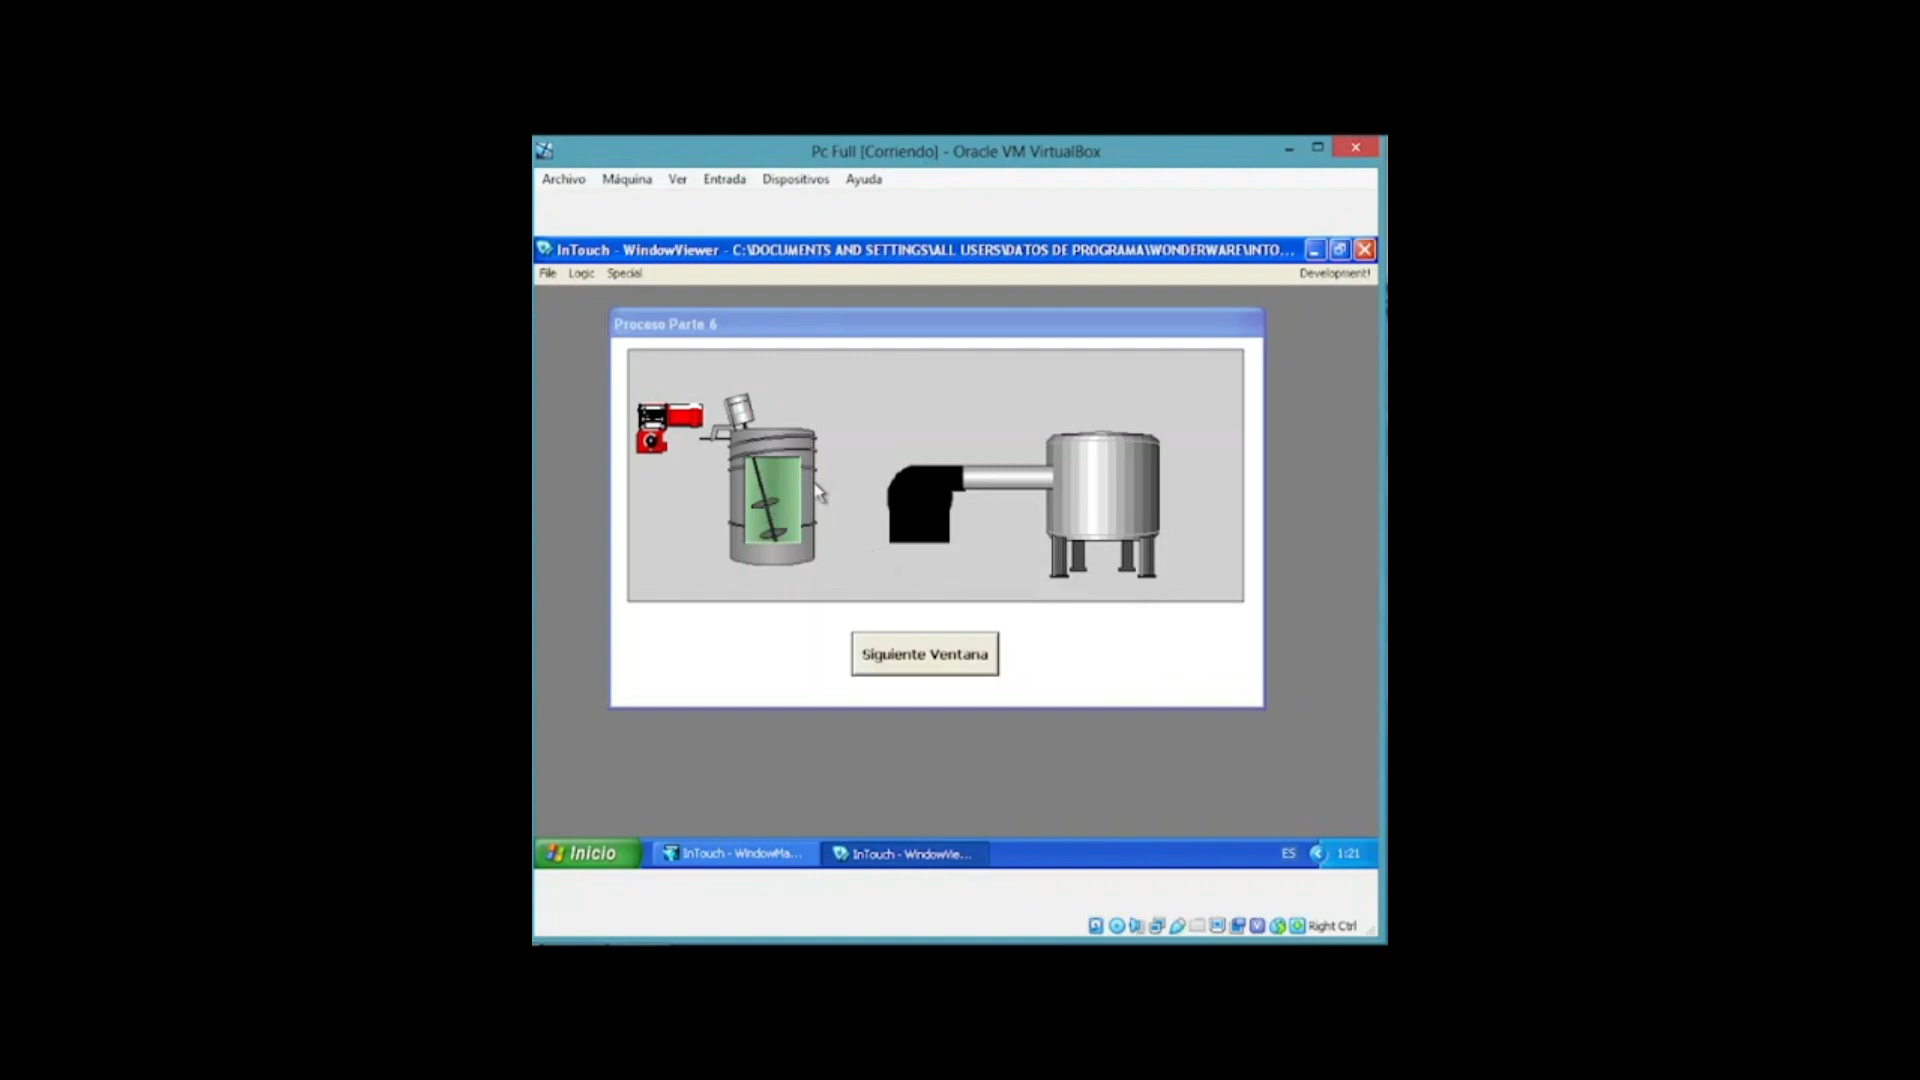 Pc Full [Corriendo] - Oracle VM VirtualBox
Archivo Máquina Ver Entrada Dispositivos Ayuda
InTouch - WindowViewer - C:\DOCUMENTS AND SETTINGS\ALL USERS\DATOS DE PROGRAMA\WONDERWARE\INTO...
File Logic Special Development!
Proceso Parte 6
Siguiente Ventana
Inicio InTouch - WindowMa... InTouch - WindowVie... ES 1:21
Right Ctrl